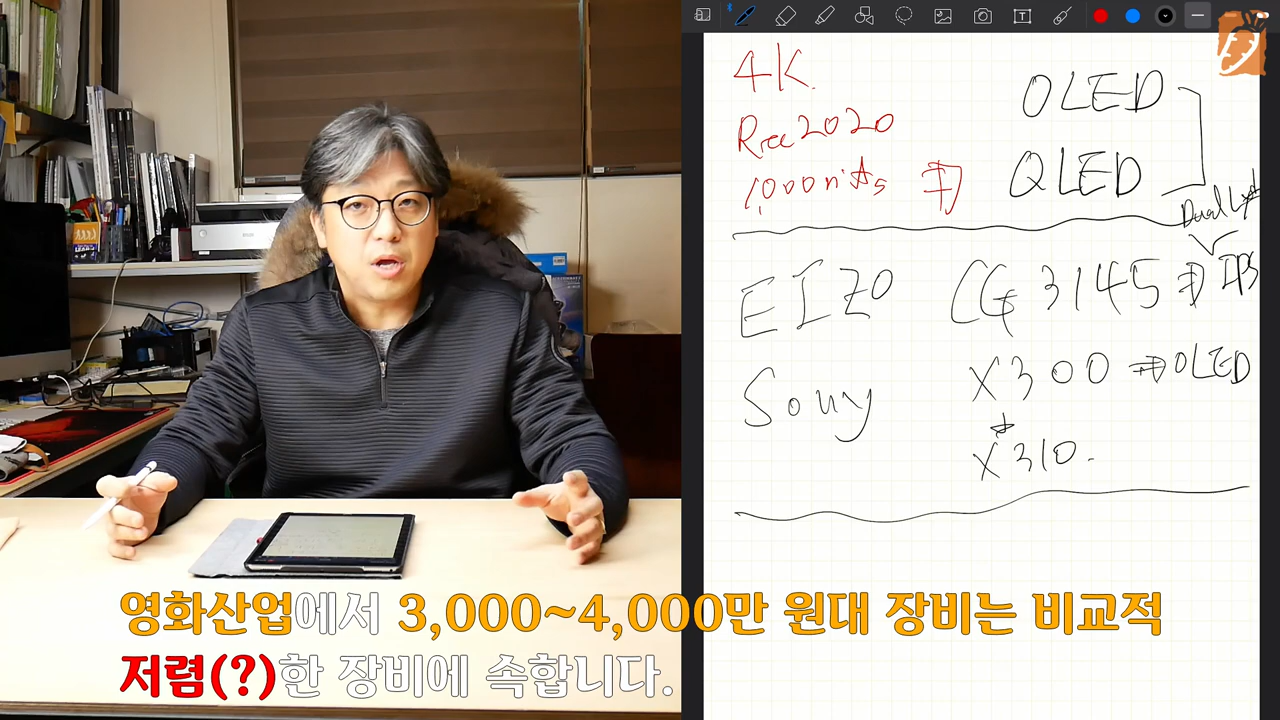 4K.
Rec2020
1,000nits
OLED
QLED
Dual
EIZO CG3145 ⇒ IPS
Sony X300 ⇒ OLED
X310.
영화산업에서 3,000~4,000만 원대 장비는 비교적
저렴(?)한 장비에 속합니다.